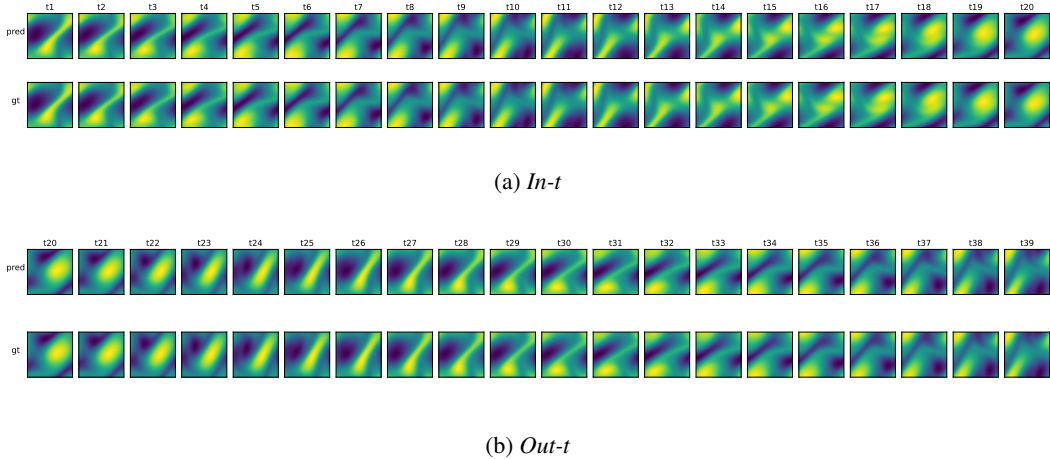 t1 t2 t3 t4 t5 t6 t7 t8 t9 t10 t11 t12 t13 t14 t15 t16 t17 t18 t19 t20
pred
gt
(a) In-t
t20 t21 t22 t23 t24 t25 t26 t27 t28 t29 t30 t31 t32 t33 t34 t35 t36 t37 t38 t39
pred
gt
(b) Out-t